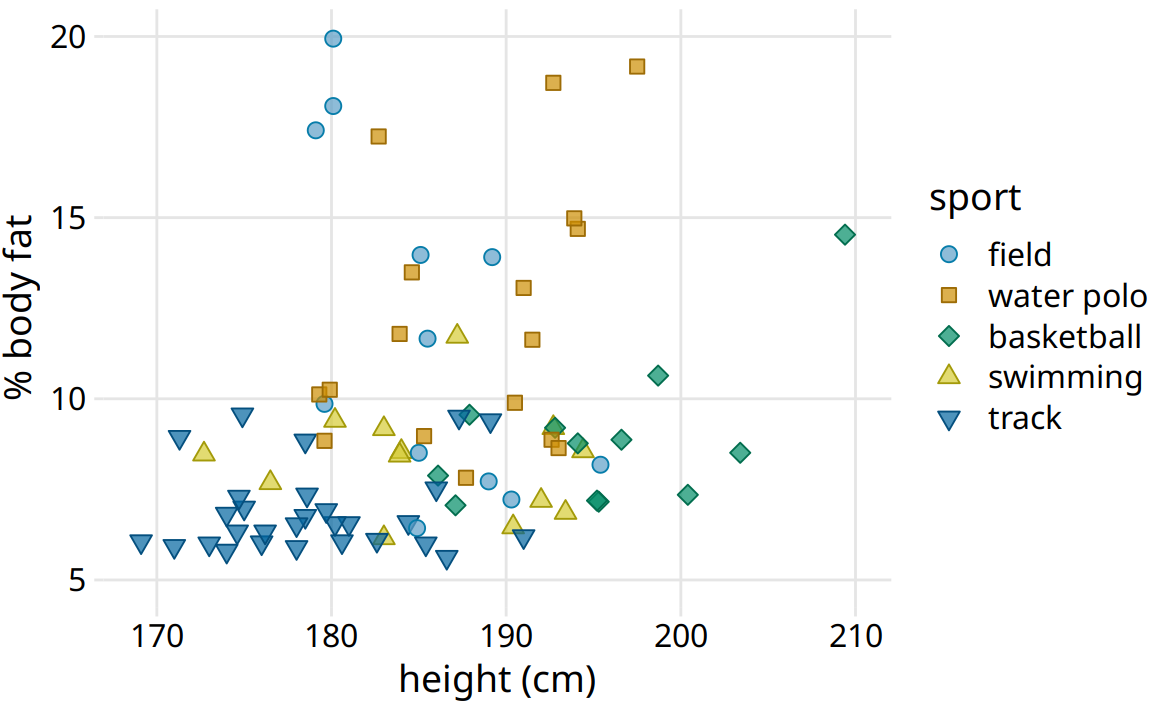 20
15
10
5
% body fat
170 180 190 200 210
height (cm)
sport
field
water polo
basketball
swimming
track